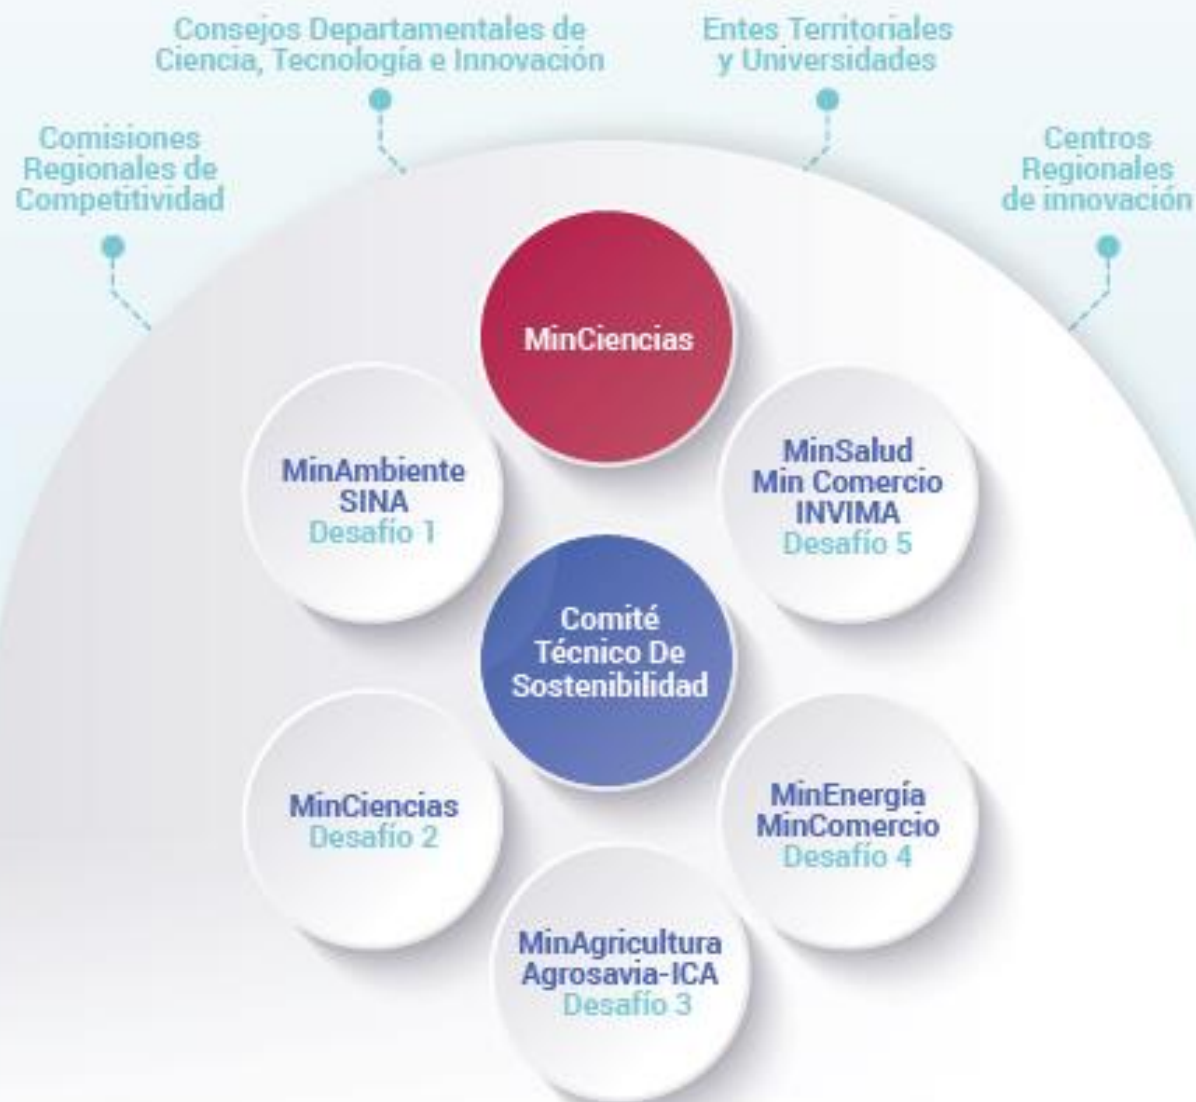 Consejos Departamentales de
Ciencia, Tecnología e Innovación
Entes Territoriales
y Universidades
Comisiones
Regionales de
Competitividad
Centros
Regionales
de innovación
MinCiencias
MinAmbiente
SINA
Desafío 1
MinSalud
Min Comercio
INVIMA
Desafío 5
Comité
Técnico De
Sostenibilidad
MinCiencias
Desafío 2
MinEnergía
MinComercio
Desafío 4
MinAgricultura
Agrosavia-ICA
Desafío 3